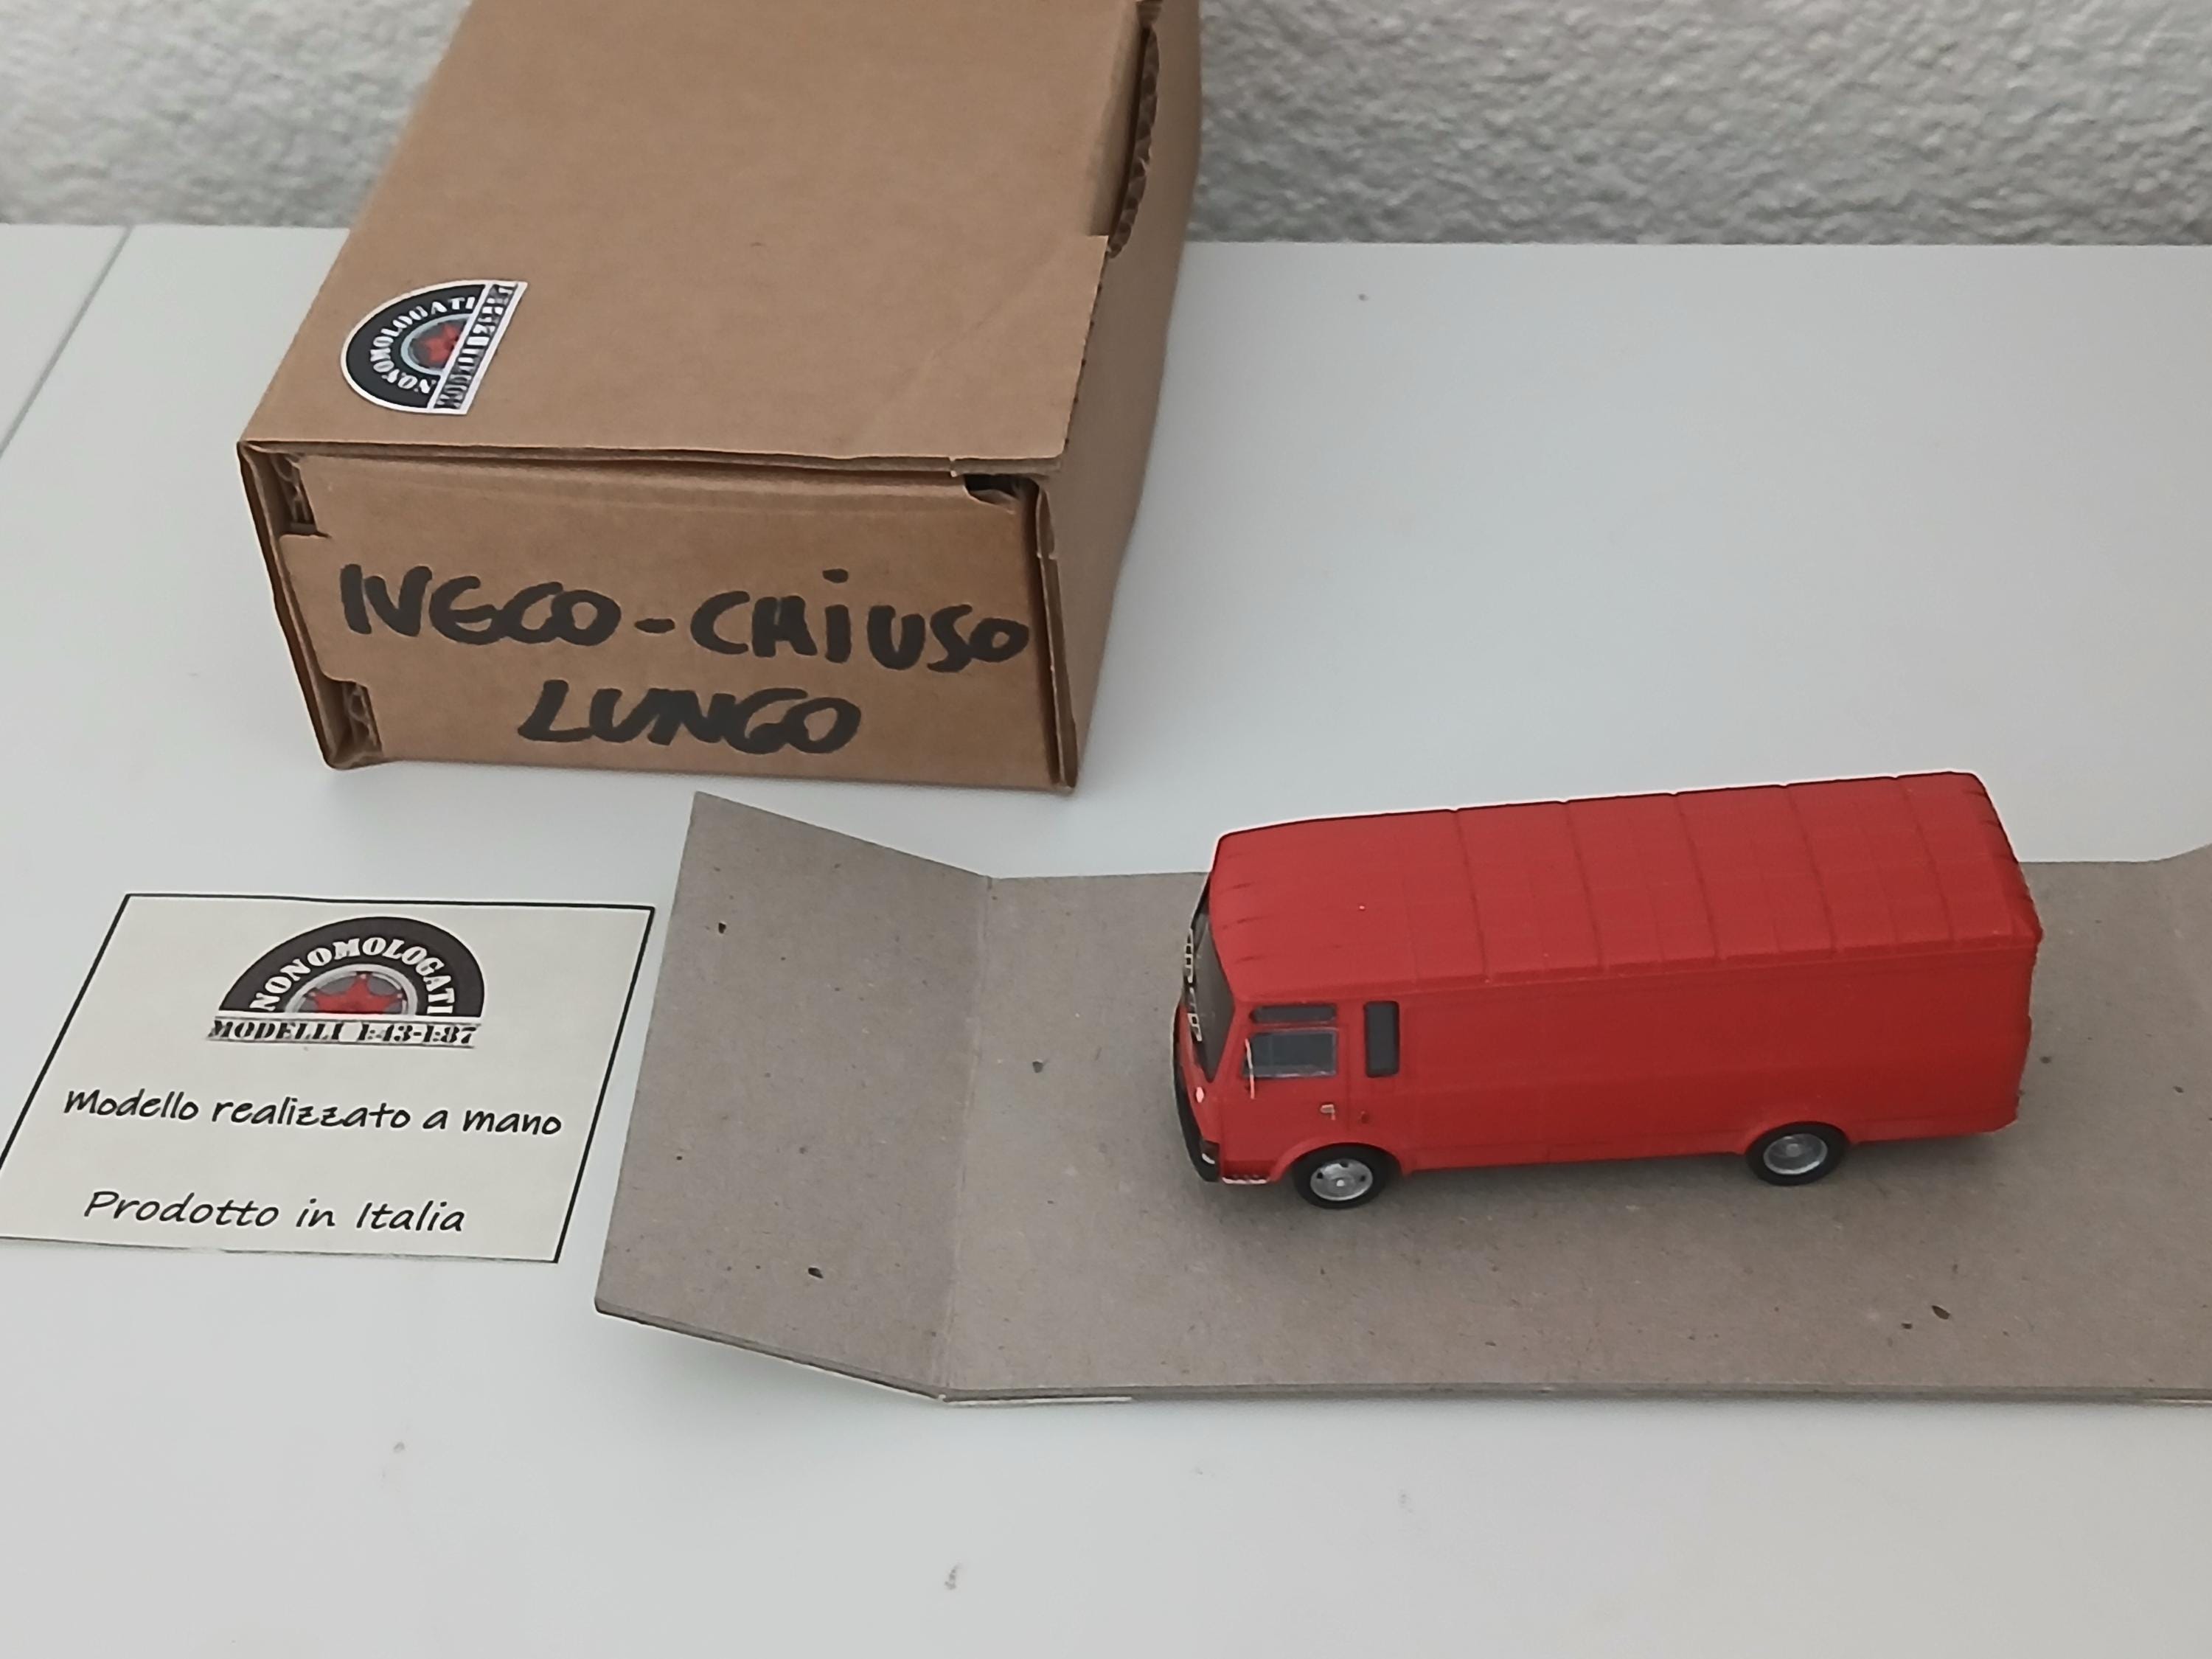 NONOMOLOGATI
IVECO-CHiUSO
LUNGO
NONOMOLOGATI
MODELLI 1:43-1:87
Modello realizzato a mano
Prodotto in Italia